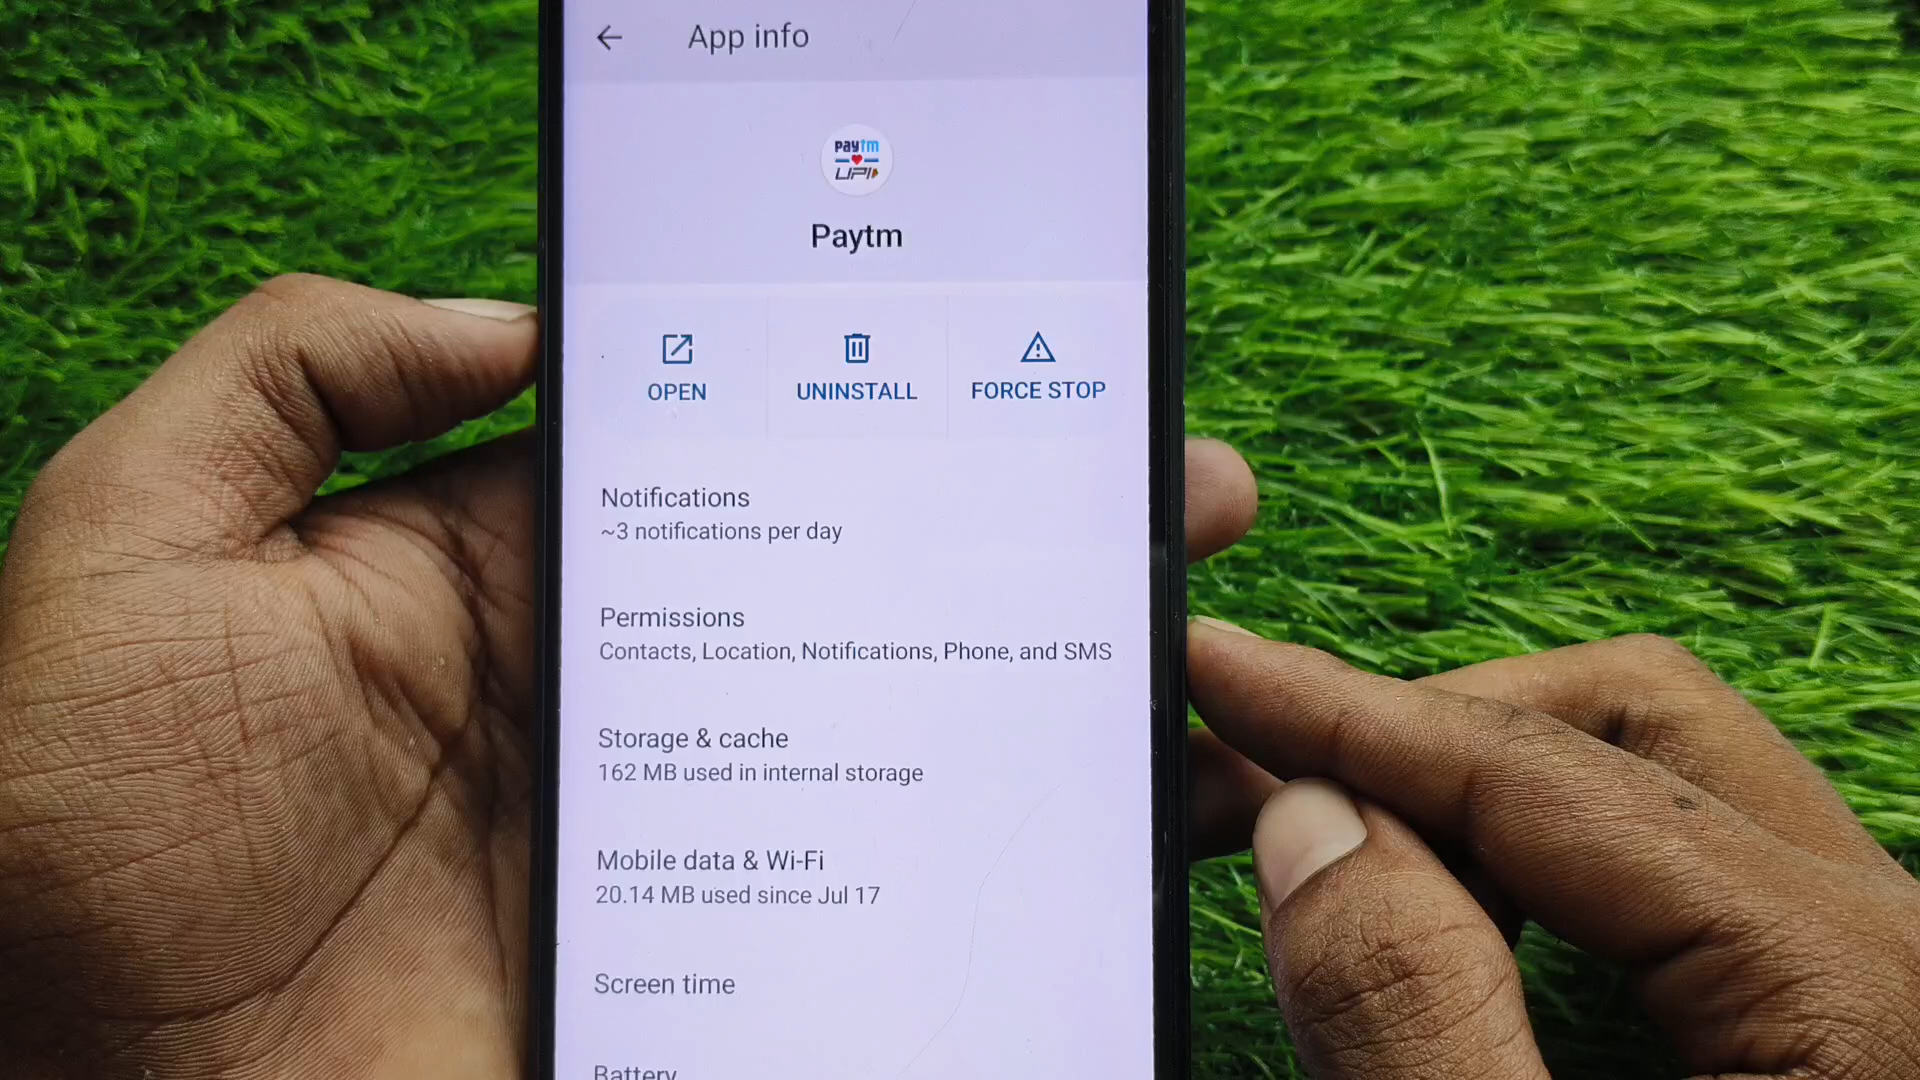 App info
paytm
UPI
Paytm
OPEN
UNINSTALL
FORCE STOP
Notifications
~3 notifications per day
Permissions
Contacts, Location, Notifications, Phone, and SMS
Storage & cache
162 MB used in internal storage
Mobile data & Wi-Fi
20.14 MB used since Jul 17
Screen time
Battery